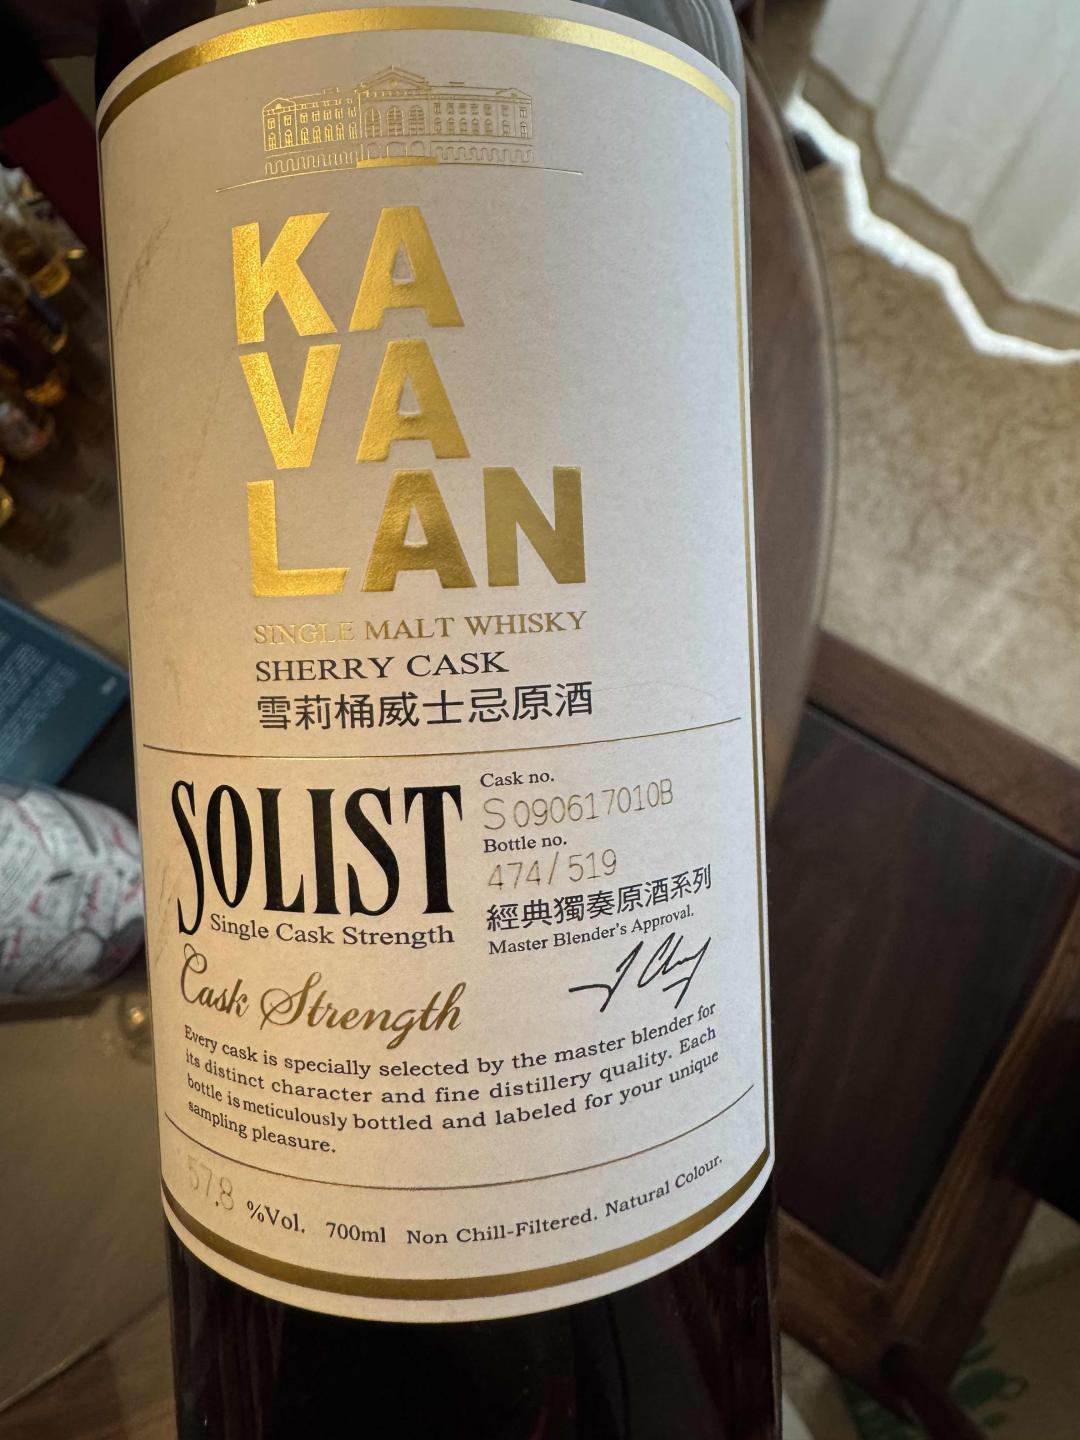 KA
VA
LAN
SINGLE MALT WHISKY
SHERRY CASK
雪莉桶威士忌原酒
SOLIST
Single Cask Strength
Cask Strength
Cask no.
S090617010B
Bottle no.
474/519
經典獨奏原酒系列
Master Blender's Approval.
Every cask is specially selected by the master blender for
its distinct character and fine distillery quality. Each
bottle is meticulously bottled and labeled for your unique
sampling pleasure.
57.8 %Vol. 700ml Non Chill-Filtered. Natural Colour.